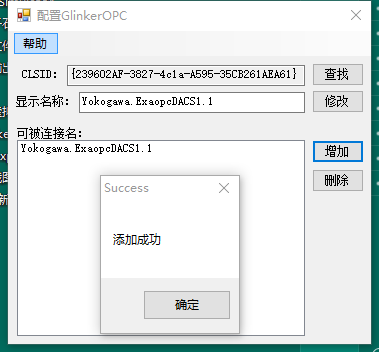 配置GlinkerOPC
帮助
CLSID: {239602AF-3827-4c1a-A595-35CB261AEA61} 查找
显示名称: Yokogawa.ExaopcDACS1.1 修改
可被连接名:
Yokogawa.ExaopcDACS1.1 增加
删除
Success
添加成功
确定